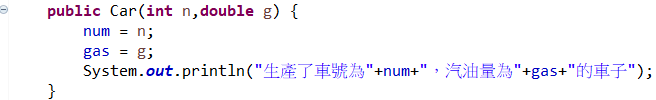 public Car(int n,double g) {
num = n;
gas = g;
System.out.println("生產了車號為"+num+"，汽油量為"+gas+"的車子");
}